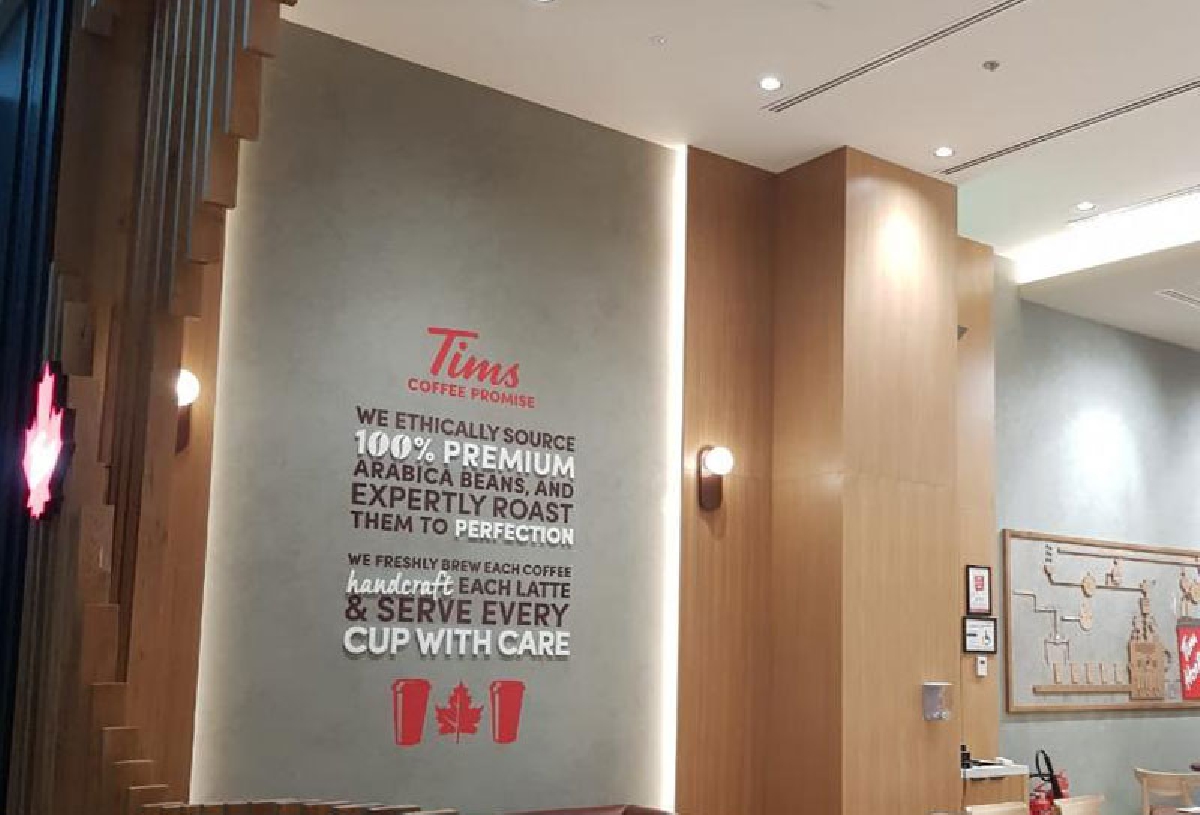 Tims
COFFEE PROMISE
WE ETHICALLY SOURCE
100% PREMIUM
ARABICA BEANS, AND
EXPERTLY ROAST
THEM TO PERFECTION
WE FRESHLY BREW EACH COFFEE
handcraft EACH LATTE
& SERVE EVERY
CUP WITH CARE